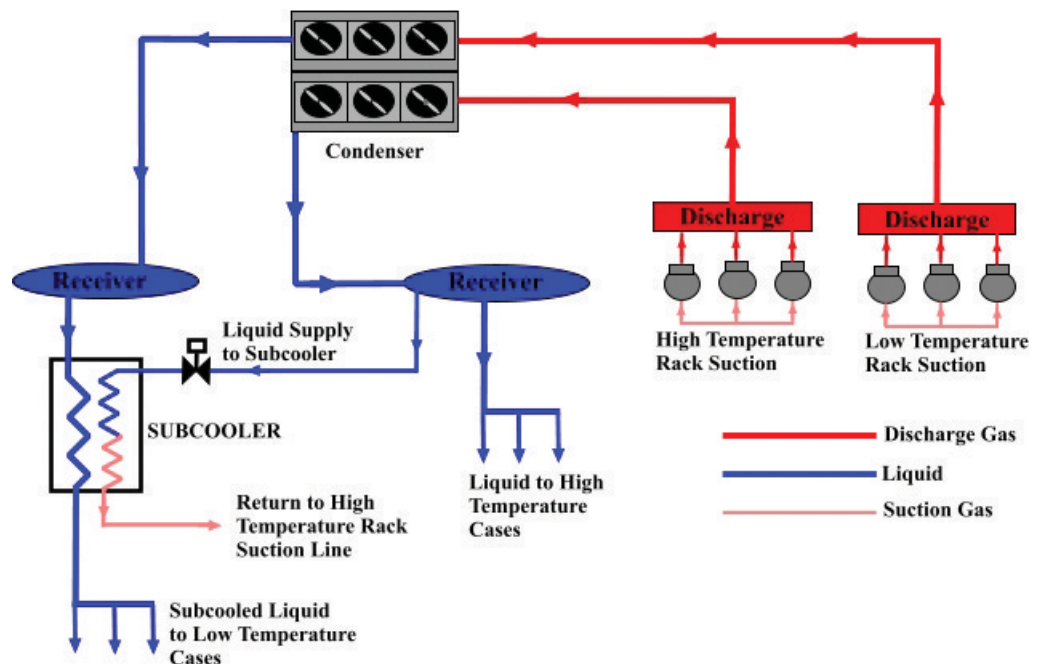 Condenser
Discharge
Discharge
Receiver
Receiver
Liquid Supply
to Subcooler
High Temperature
Rack Suction
Low Temperature
Rack Suction
SUBCOOLER
Discharge Gas
Liquid
Suction Gas
Liquid to High
Temperature
Cases
Return to High
Temperature Rack
Suction Line
Subcooled Liquid
to Low Temperature
Cases